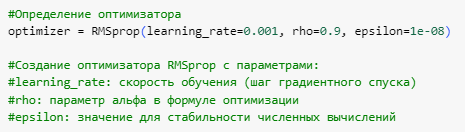 #Определение оптимизатора
optimizer = RMSprop(learning_rate=0.001, rho=0.9, epsilon=1e-08)
#Создание оптимизатора RMSprop с параметрами:
#learning_rate: скорость обучения (шаг градиентного спуска)
#rho: параметр альфа в формуле оптимизации
#epsilon: значение для стабильности численных вычислений